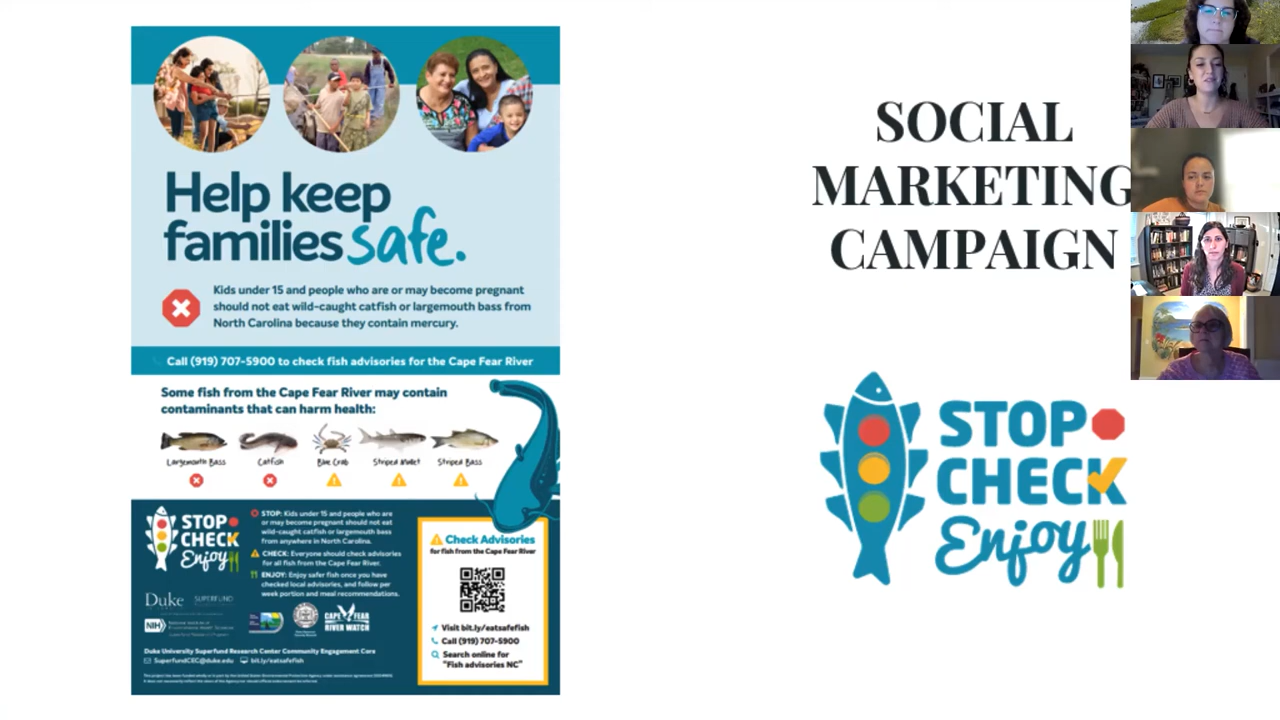 Help keep
families safe.
Kids under 15 and people who are or may become pregnant
should not eat wild-caught catfish or largemouth bass from
North Carolina because they contain mercury.
Call (919) 707-5900 to check fish advisories for the Cape Fear River
Some fish from the Cape Fear River may contain
contaminants that can harm health:
Largemouth Bass
Catfish
Blue Crab
Striped Mullet
Striped Bass
STOP
CHECK
Enjoy
STOP: Kids under 15 and people who are
or may become pregnant should not eat
wild-caught catfish or largemouth bass
from anywhere in North Carolina.
CHECK: Everyone should check advisories
for all fish from the Cape Fear River.
ENJOY: Enjoy safer fish once you have
checked local advisories, and follow per
week portion and meal recommendations.
Duke
SUPERFUND
NIH
CAPE FEAR
RIVER WATCH
Duke University Superfund Research Center Community Engagement Core
SuperfundCEC@duke.edu
bit.ly/eatsafefish
Check Advisories
for fish from the Cape Fear River
Visit bit.ly/eatsafefish
Call (919) 707-5900
Search online for
"Fish advisories NC"
SOCIAL
MARKETING
CAMPAIGN
STOP
CHECK
Enjoy